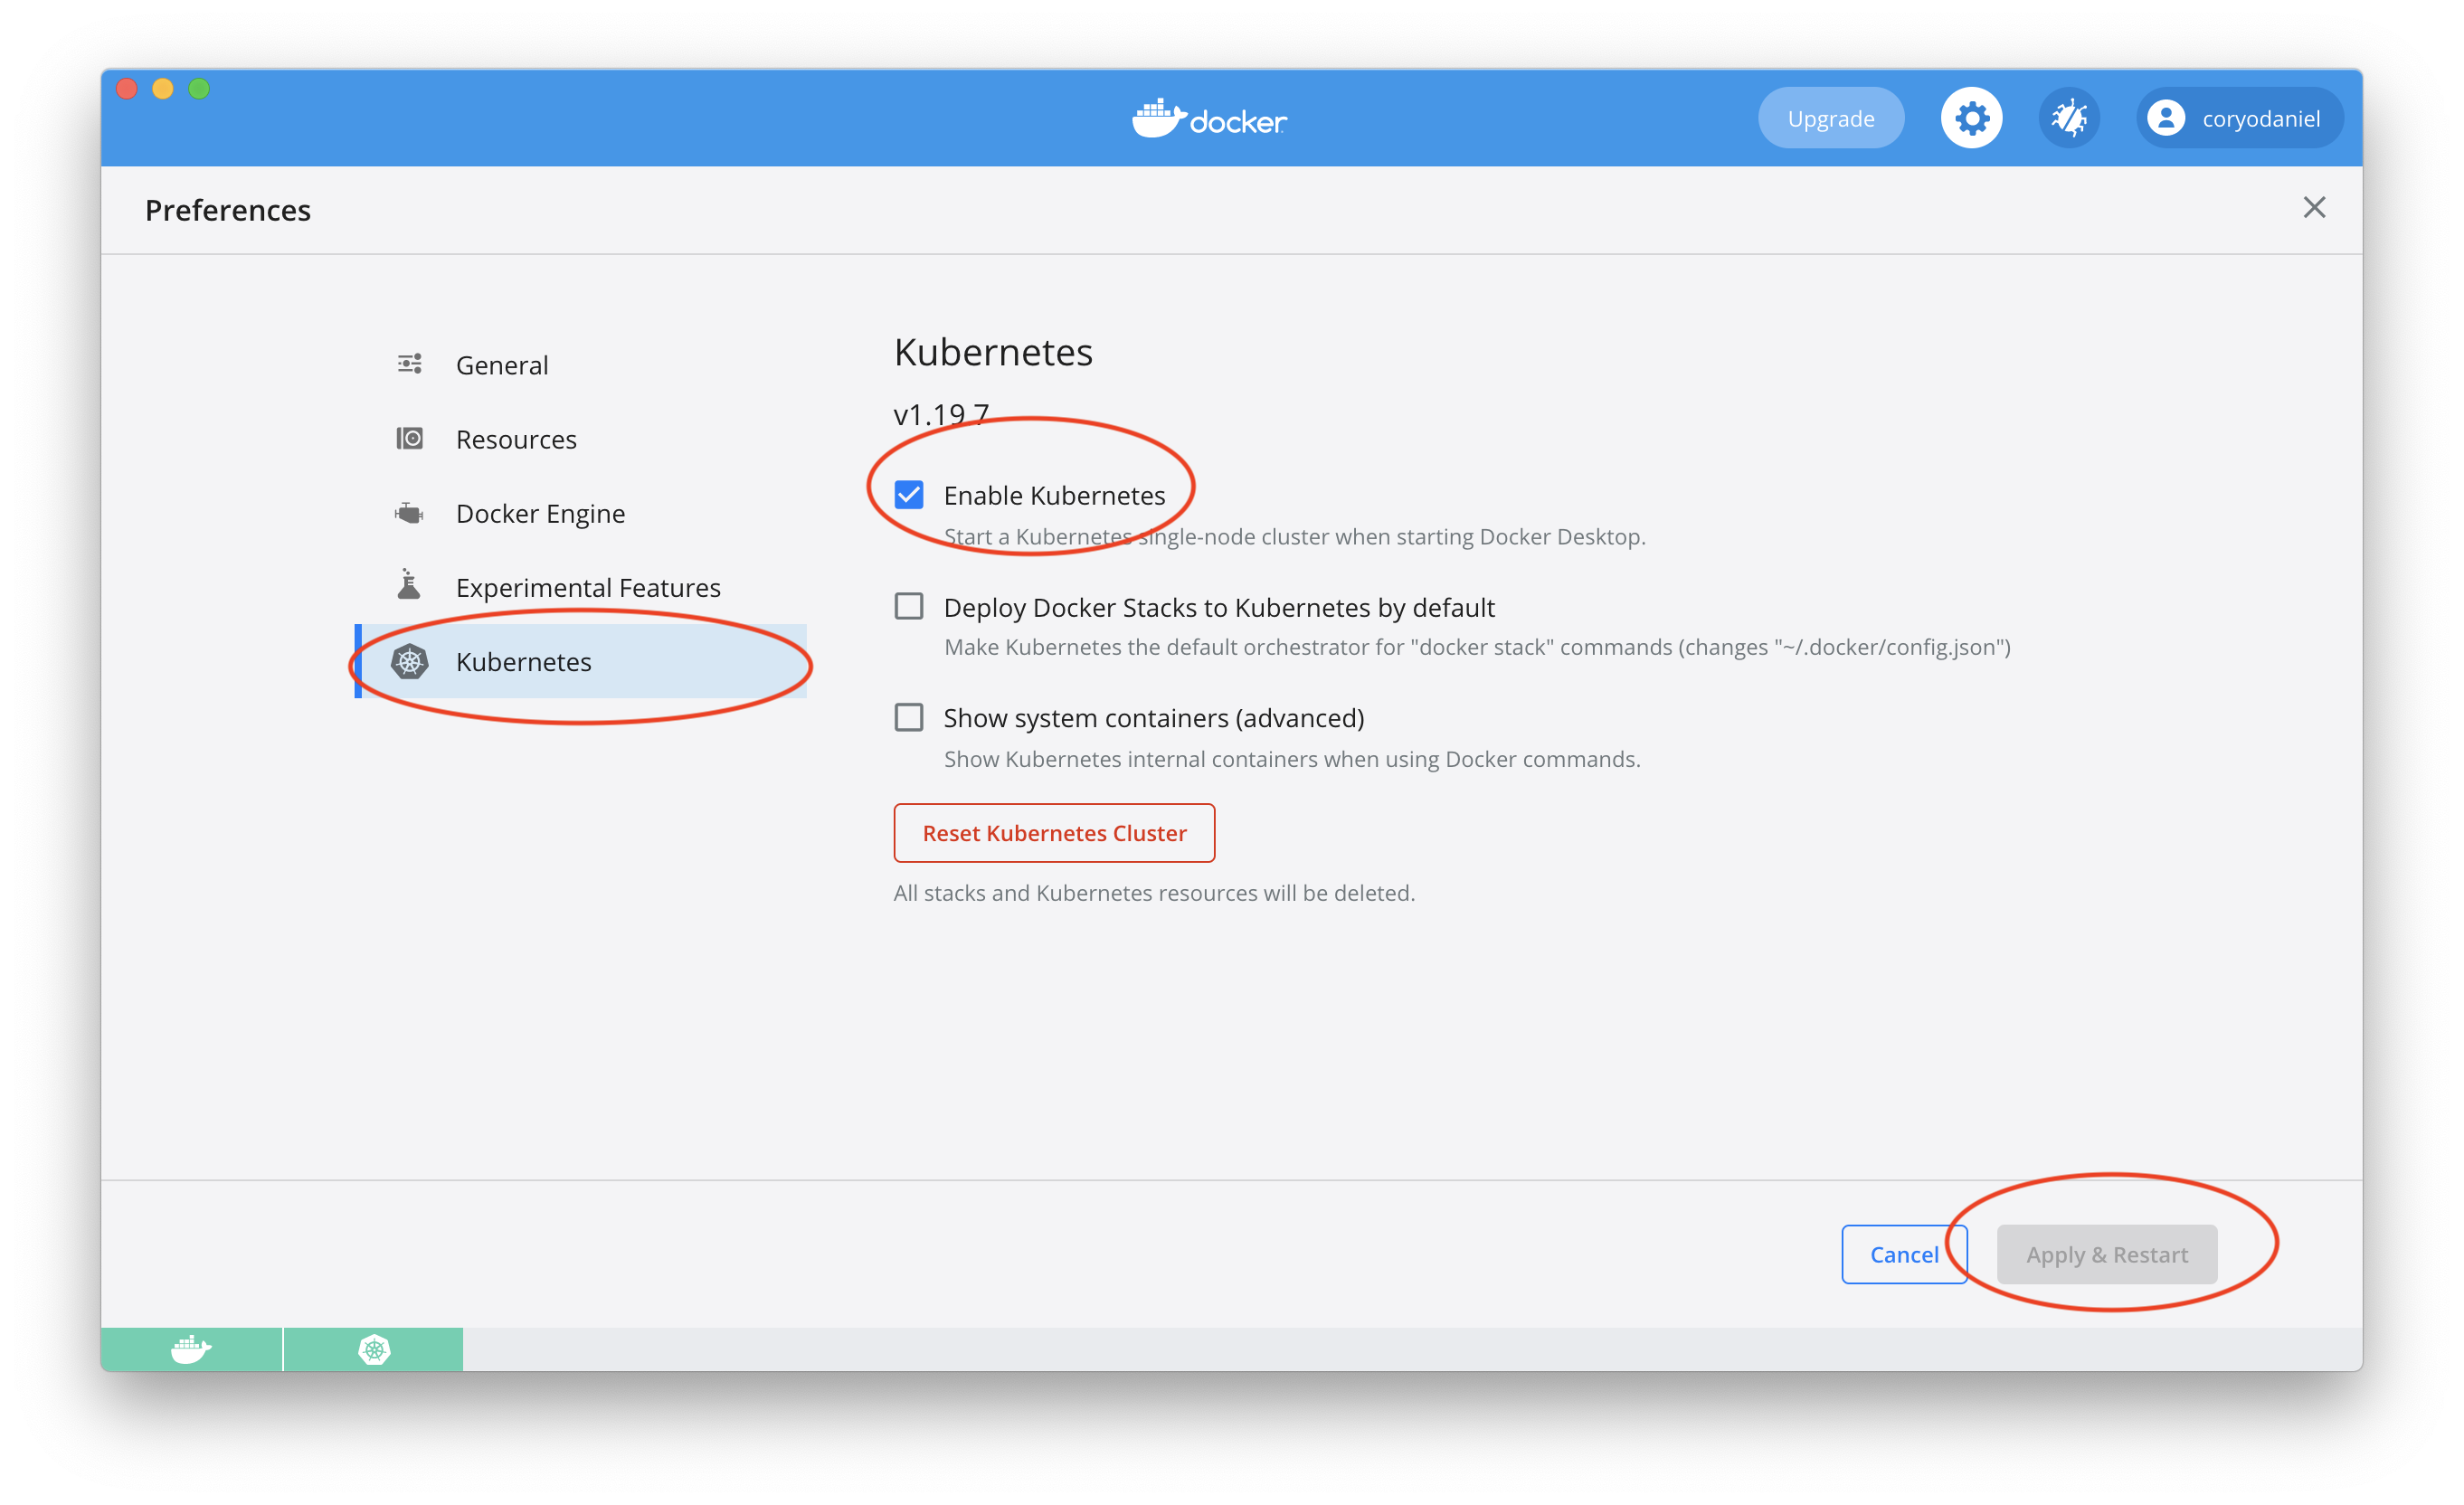 docker
Upgrade
coryodaniel
Preferences
General
Resources
Docker Engine
Experimental Features
Kubernetes
Kubernetes
v1.19.7
Enable Kubernetes
Start a Kubernetes single-node cluster when starting Docker Desktop.
Deploy Docker Stacks to Kubernetes by default
Make Kubernetes the default orchestrator for "docker stack" commands (changes "~/.docker/config.json")
Show system containers (advanced)
Show Kubernetes internal containers when using Docker commands.
Reset Kubernetes Cluster
All stacks and Kubernetes resources will be deleted.
Cancel
Apply & Restart